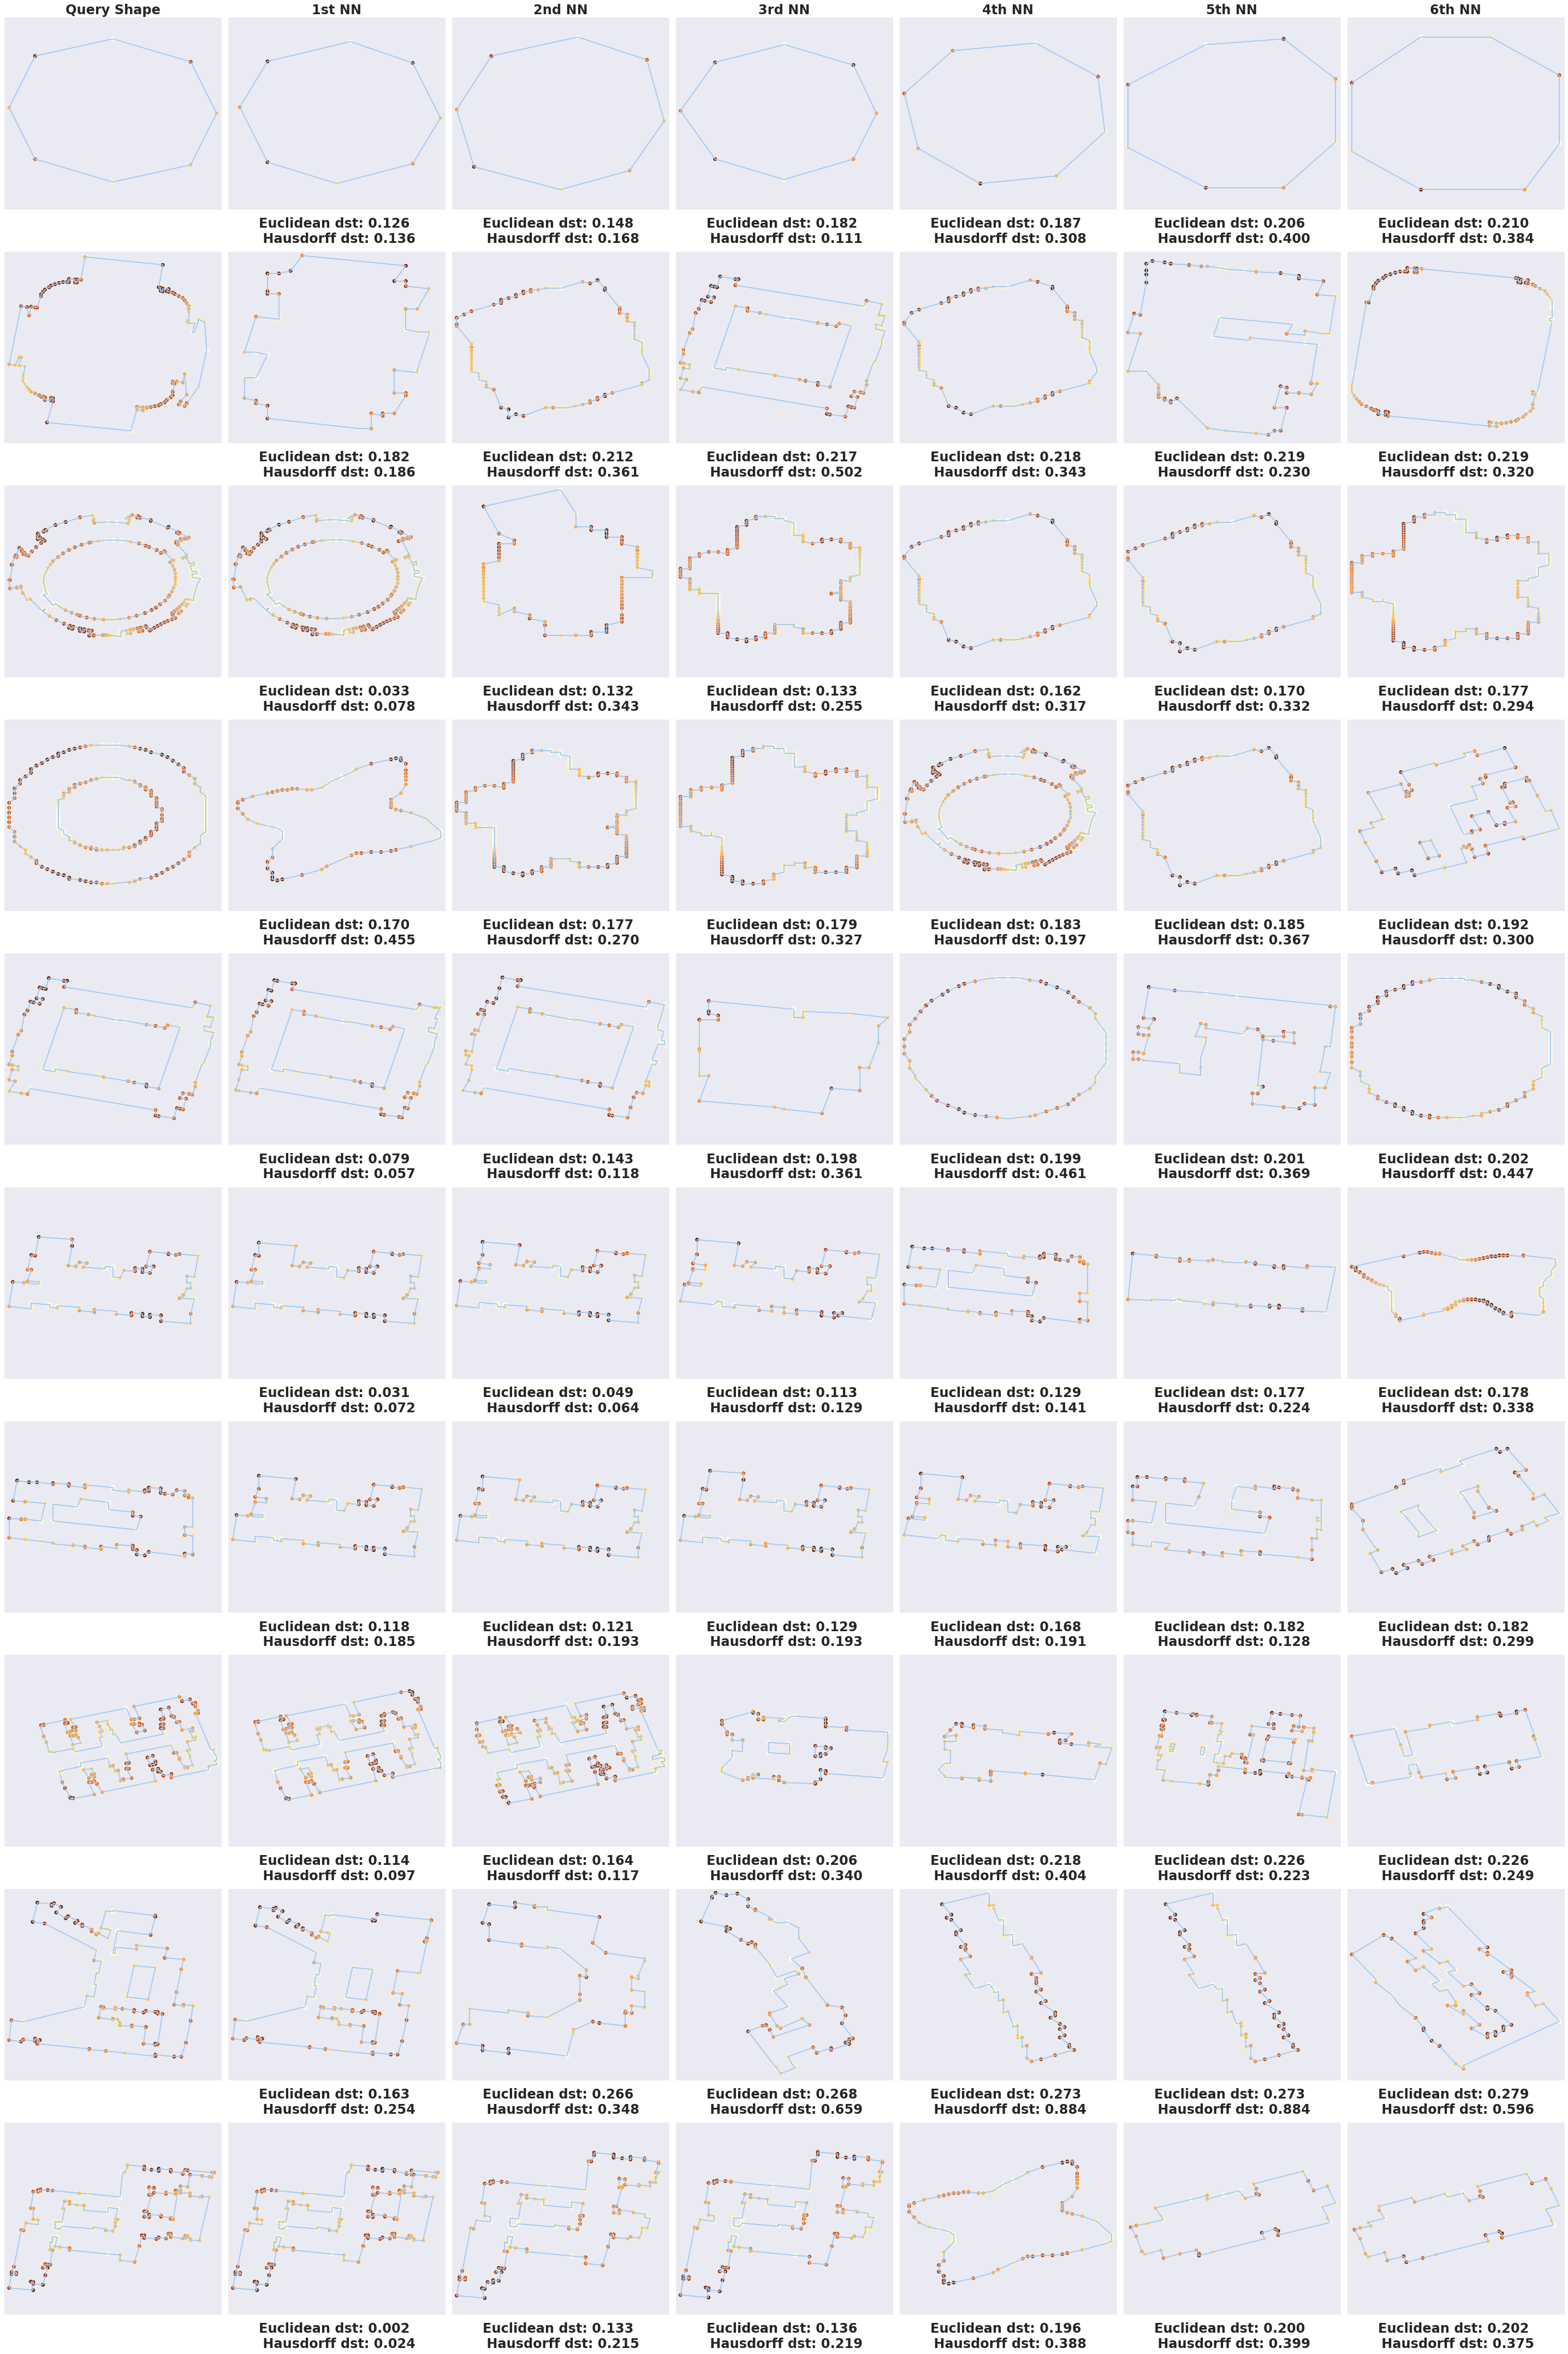 Query Shape 1st NN 2nd NN 3rd NN 4th NN 5th NN 6th NN
Euclidean dst: 0.126 Euclidean dst: 0.148 Euclidean dst: 0.182 Euclidean dst: 0.187 Euclidean dst: 0.206 Euclidean dst: 0.210
Hausdorff dst: 0.136 Hausdorff dst: 0.168 Hausdorff dst: 0.111 Hausdorff dst: 0.308 Hausdorff dst: 0.400 Hausdorff dst: 0.384
Euclidean dst: 0.182 Euclidean dst: 0.212 Euclidean dst: 0.217 Euclidean dst: 0.218 Euclidean dst: 0.219 Euclidean dst: 0.219
Hausdorff dst: 0.186 Hausdorff dst: 0.361 Hausdorff dst: 0.502 Hausdorff dst: 0.343 Hausdorff dst: 0.230 Hausdorff dst: 0.320
Euclidean dst: 0.033 Euclidean dst: 0.132 Euclidean dst: 0.133 Euclidean dst: 0.162 Euclidean dst: 0.170 Euclidean dst: 0.177
Hausdorff dst: 0.078 Hausdorff dst: 0.343 Hausdorff dst: 0.255 Hausdorff dst: 0.317 Hausdorff dst: 0.332 Hausdorff dst: 0.294
Euclidean dst: 0.170 Euclidean dst: 0.177 Euclidean dst: 0.179 Euclidean dst: 0.183 Euclidean dst: 0.185 Euclidean dst: 0.192
Hausdorff dst: 0.455 Hausdorff dst: 0.270 Hausdorff dst: 0.327 Hausdorff dst: 0.197 Hausdorff dst: 0.367 Hausdorff dst: 0.300
Euclidean dst: 0.079 Euclidean dst: 0.143 Euclidean dst: 0.198 Euclidean dst: 0.199 Euclidean dst: 0.201 Euclidean dst: 0.202
Hausdorff dst: 0.057 Hausdorff dst: 0.118 Hausdorff dst: 0.361 Hausdorff dst: 0.461 Hausdorff dst: 0.369 Hausdorff dst: 0.447
Euclidean dst: 0.031 Euclidean dst: 0.049 Euclidean dst: 0.113 Euclidean dst: 0.129 Euclidean dst: 0.177 Euclidean dst: 0.178
Hausdorff dst: 0.072 Hausdorff dst: 0.064 Hausdorff dst: 0.129 Hausdorff dst: 0.141 Hausdorff dst: 0.224 Hausdorff dst: 0.338
Euclidean dst: 0.118 Euclidean dst: 0.121 Euclidean dst: 0.129 Euclidean dst: 0.168 Euclidean dst: 0.182 Euclidean dst: 0.182
Hausdorff dst: 0.185 Hausdorff dst: 0.193 Hausdorff dst: 0.193 Hausdorff dst: 0.191 Hausdorff dst: 0.128 Hausdorff dst: 0.299
Euclidean dst: 0.114 Euclidean dst: 0.164 Euclidean dst: 0.206 Euclidean dst: 0.218 Euclidean dst: 0.226 Euclidean dst: 0.226
Hausdorff dst: 0.097 Hausdorff dst: 0.117 Hausdorff dst: 0.340 Hausdorff dst: 0.404 Hausdorff dst: 0.223 Hausdorff dst: 0.249
Euclidean dst: 0.163 Euclidean dst: 0.266 Euclidean dst: 0.268 Euclidean dst: 0.273 Euclidean dst: 0.273 Euclidean dst: 0.279
Hausdorff dst: 0.254 Hausdorff dst: 0.348 Hausdorff dst: 0.659 Hausdorff dst: 0.884 Hausdorff dst: 0.884 Hausdorff dst: 0.596
Euclidean dst: 0.002 Euclidean dst: 0.133 Euclidean dst: 0.136 Euclidean dst: 0.196 Euclidean dst: 0.200 Euclidean dst: 0.202
Hausdorff dst: 0.024 Hausdorff dst: 0.215 Hausdorff dst: 0.219 Hausdorff dst: 0.388 Hausdorff dst: 0.399 Hausdorff dst: 0.375